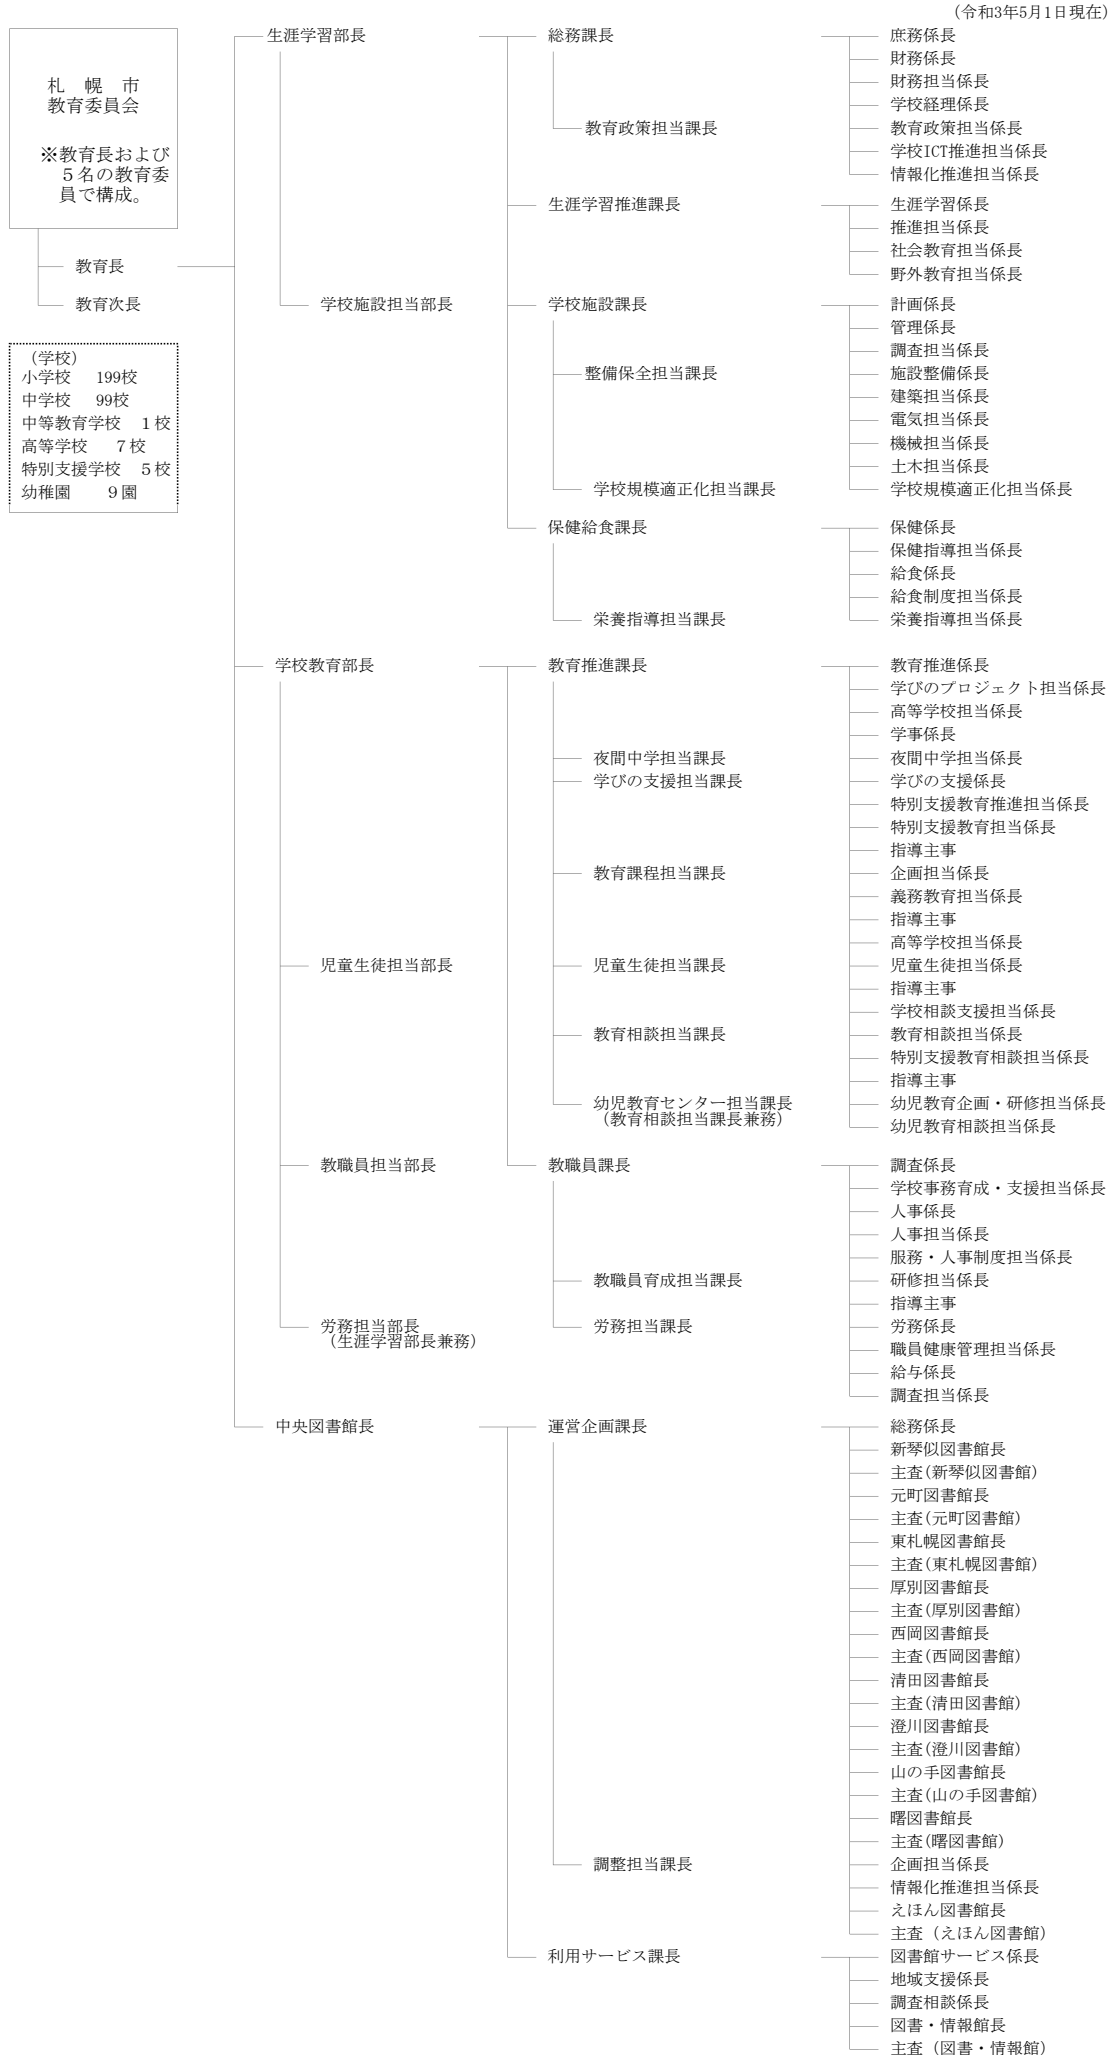 (令和3年5月1日現在)
札　幌　市
教育委員会
※教育長および
５名の教育委
員で構成。
教育長
教育次長
（学校）
小学校　199校
中学校　99校
中等教育学校　１校
高等学校　７校
特別支援学校　５校
幼稚園　９園
生涯学習部長
学校施設担当部長
総務課長
教育政策担当課長
庶務係長
財務係長
財務担当係長
学校経理係長
教育政策担当係長
学校ICT推進担当係長
情報化推進担当係長
生涯学習推進課長
生涯学習係長
推進担当係長
社会教育担当係長
野外教育担当係長
学校施設課長
整備保全担当課長
学校規模適正化担当課長
計画係長
管理係長
調査担当係長
施設整備係長
建築担当係長
電気担当係長
機械担当係長
土木担当係長
学校規模適正化担当係長
保健給食課長
栄養指導担当課長
保健係長
保健指導担当係長
給食係長
給食制度担当係長
栄養指導担当係長
学校教育部長
児童生徒担当部長
教職員担当部長
労務担当部長
（生涯学習部長兼務）
教育推進課長
夜間中学担当課長
学びの支援担当課長
教育課程担当課長
児童生徒担当課長
教育相談担当課長
幼児教育センター担当課長
（教育相談担当課長兼務）
教育推進係長
学びのプロジェクト担当係長
高等学校担当係長
学事係長
夜間中学担当係長
学びの支援係長
特別支援教育推進担当係長
特別支援教育担当係長
指導主事
企画担当係長
義務教育担当係長
指導主事
高等学校担当係長
児童生徒担当係長
指導主事
学校相談支援担当係長
教育相談担当係長
特別支援教育相談担当係長
指導主事
幼児教育企画・研修担当係長
幼児教育相談担当係長
教職員課長
教職員育成担当課長
労務担当課長
調査係長
学校事務育成・支援担当係長
人事係長
人事担当係長
服務・人事制度担当係長
研修担当係長
指導主事
労務係長
職員健康管理担当係長
給与係長
調査担当係長
中央図書館長
運営企画課長
調整担当課長
総務係長
新琴似図書館長
主査(新琴似図書館)
元町図書館長
主査(元町図書館)
東札幌図書館長
主査(東札幌図書館)
厚別図書館長
主査(厚別図書館)
西岡図書館長
主査(西岡図書館)
清田図書館長
主査(清田図書館)
澄川図書館長
主査(澄川図書館)
山の手図書館長
主査(山の手図書館)
曙図書館長
主査(曙図書館)
企画担当係長
情報化推進担当係長
えほん図書館長
主査（えほん図書館）
利用サービス課長
図書館サービス係長
地域支援係長
調査相談係長
図書・情報館長
主査（図書・情報館）